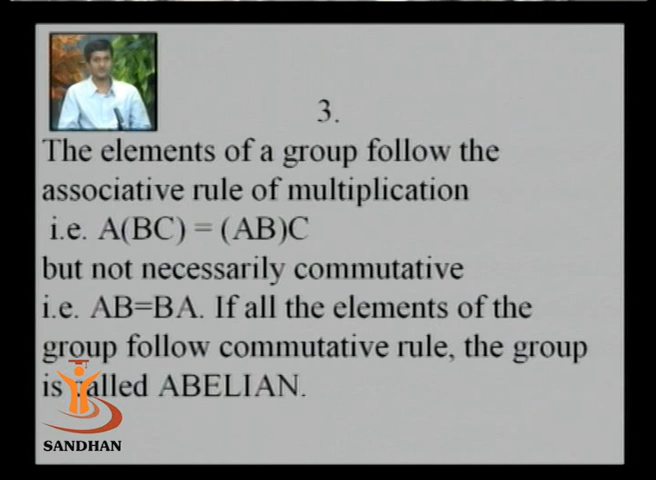 3.
The elements of a group follow the
associative rule of multiplication
i.e. A(BC) = (AB)C
but not necessarily commutative
i.e. AB=BA. If all the elements of the
group follow commutative rule, the group
is called ABELIAN.
SANDHAN